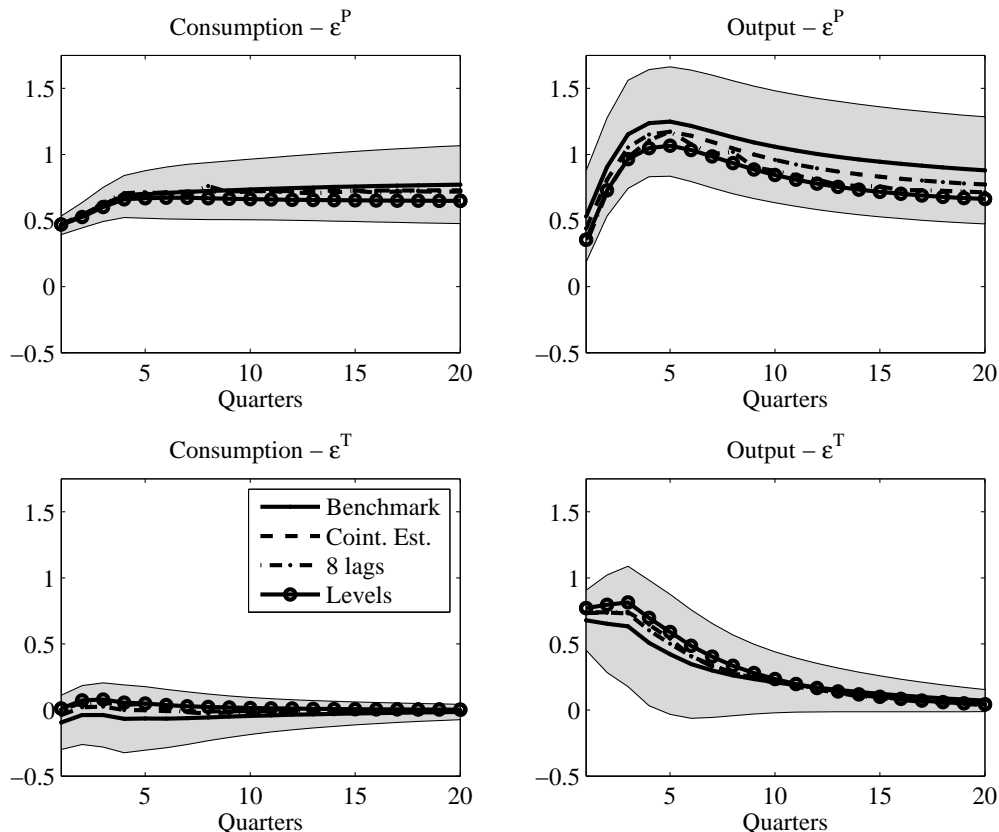 Consumption – ε^P
1.5
1
0.5
0
−0.5
5 10 15 20
Quarters
Output – ε^P
1.5
1
0.5
0
−0.5
5 10 15 20
Quarters
Consumption – ε^T
1.5
1
0.5
0
−0.5
5 10 15 20
Quarters
Benchmark
Coint. Est.
8 lags
Levels
Output – ε^T
1.5
1
0.5
0
−0.5
5 10 15 20
Quarters